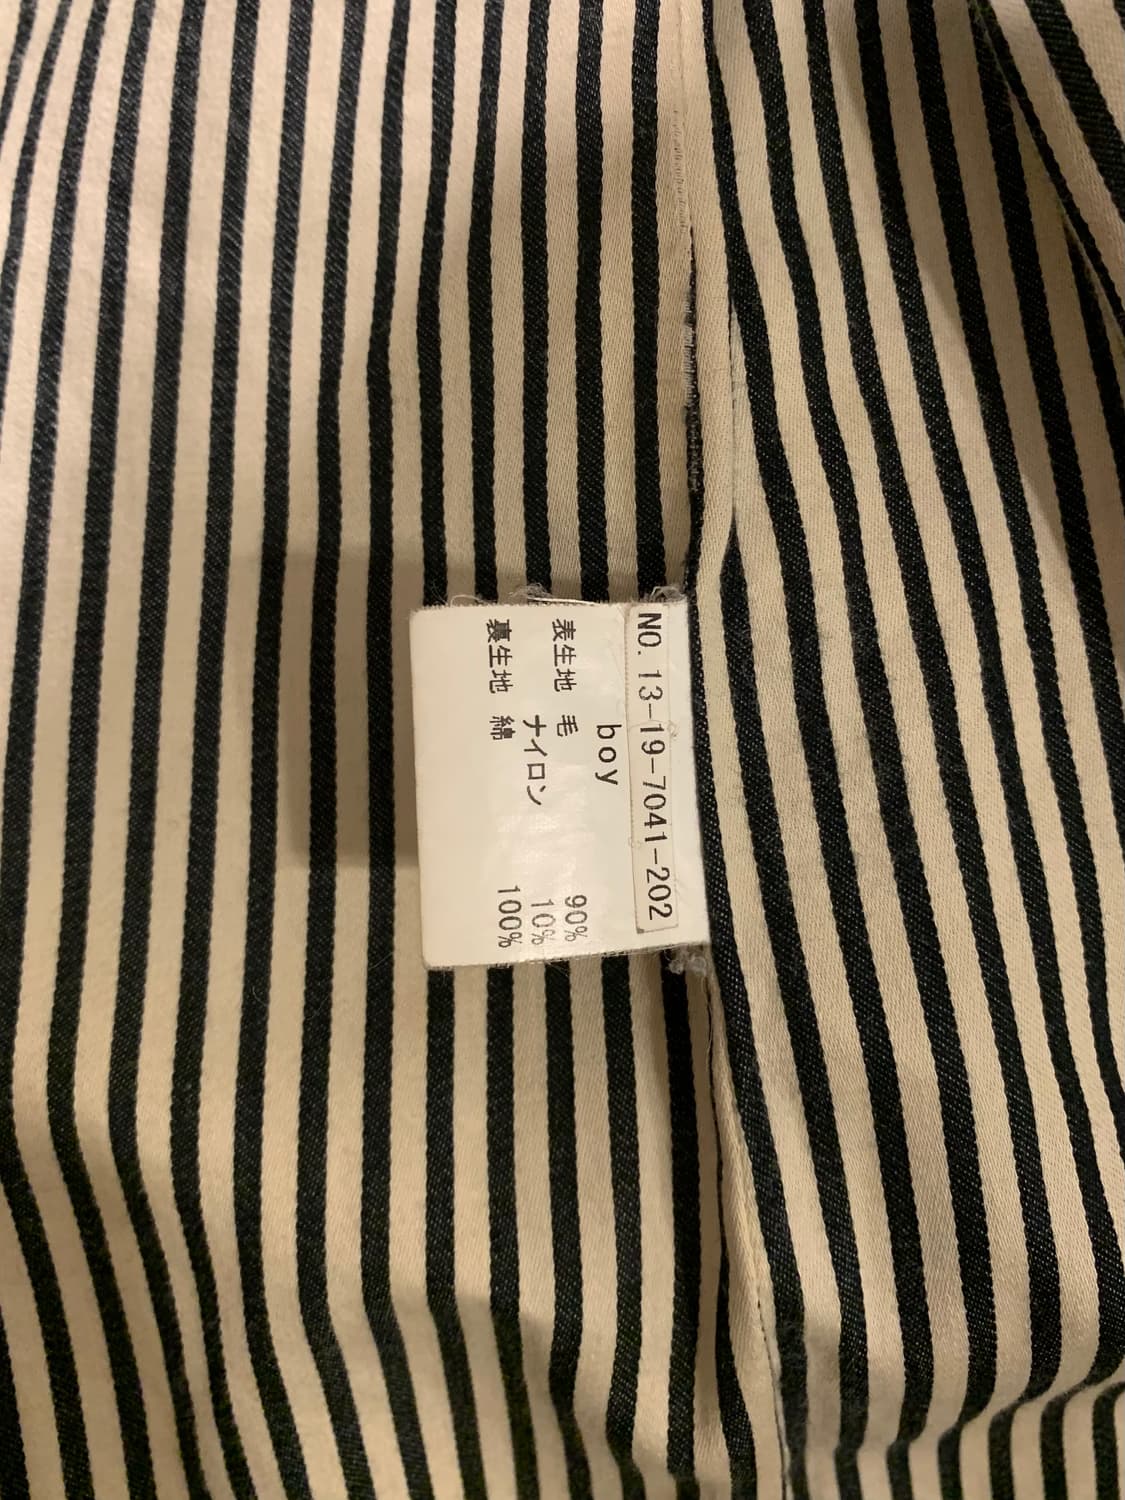 NO. 13-19-7041-202
boy
表生地 毛 90%
ナイロン 10%
裏生地 綿 100%